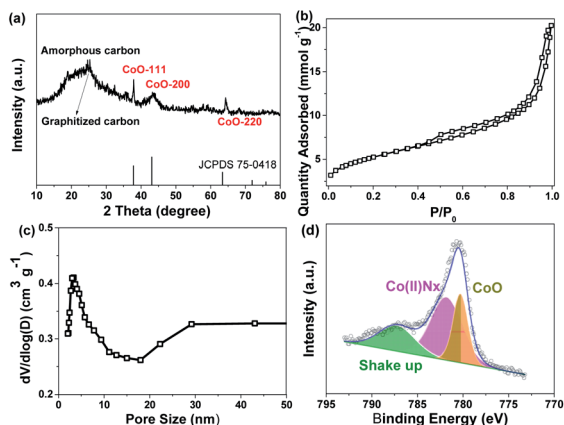 (a)
Amorphous carbon
CoO-111
CoO-200
Graphitized carbon
CoO-220
JCPDS 75-0418
Intensity (a.u.)
10 20 30 40 50 60 70 80
2 Theta (degree)
(b)
Quantity Adsorbed (mmol g⁻¹)
20
15
10
5
0.0 0.2 0.4 0.6 0.8 1.0
P/P₀
(c)
dV/dlog(D) (cm³ g⁻¹)
0.5
0.4
0.3
0.2
0 10 20 30 40 50
Pore Size (nm)
(d)
Co(II)Nx
CoO
Shake up
Intensity (a.u.)
795 790 785 780 775 770
Binding Energy (eV)